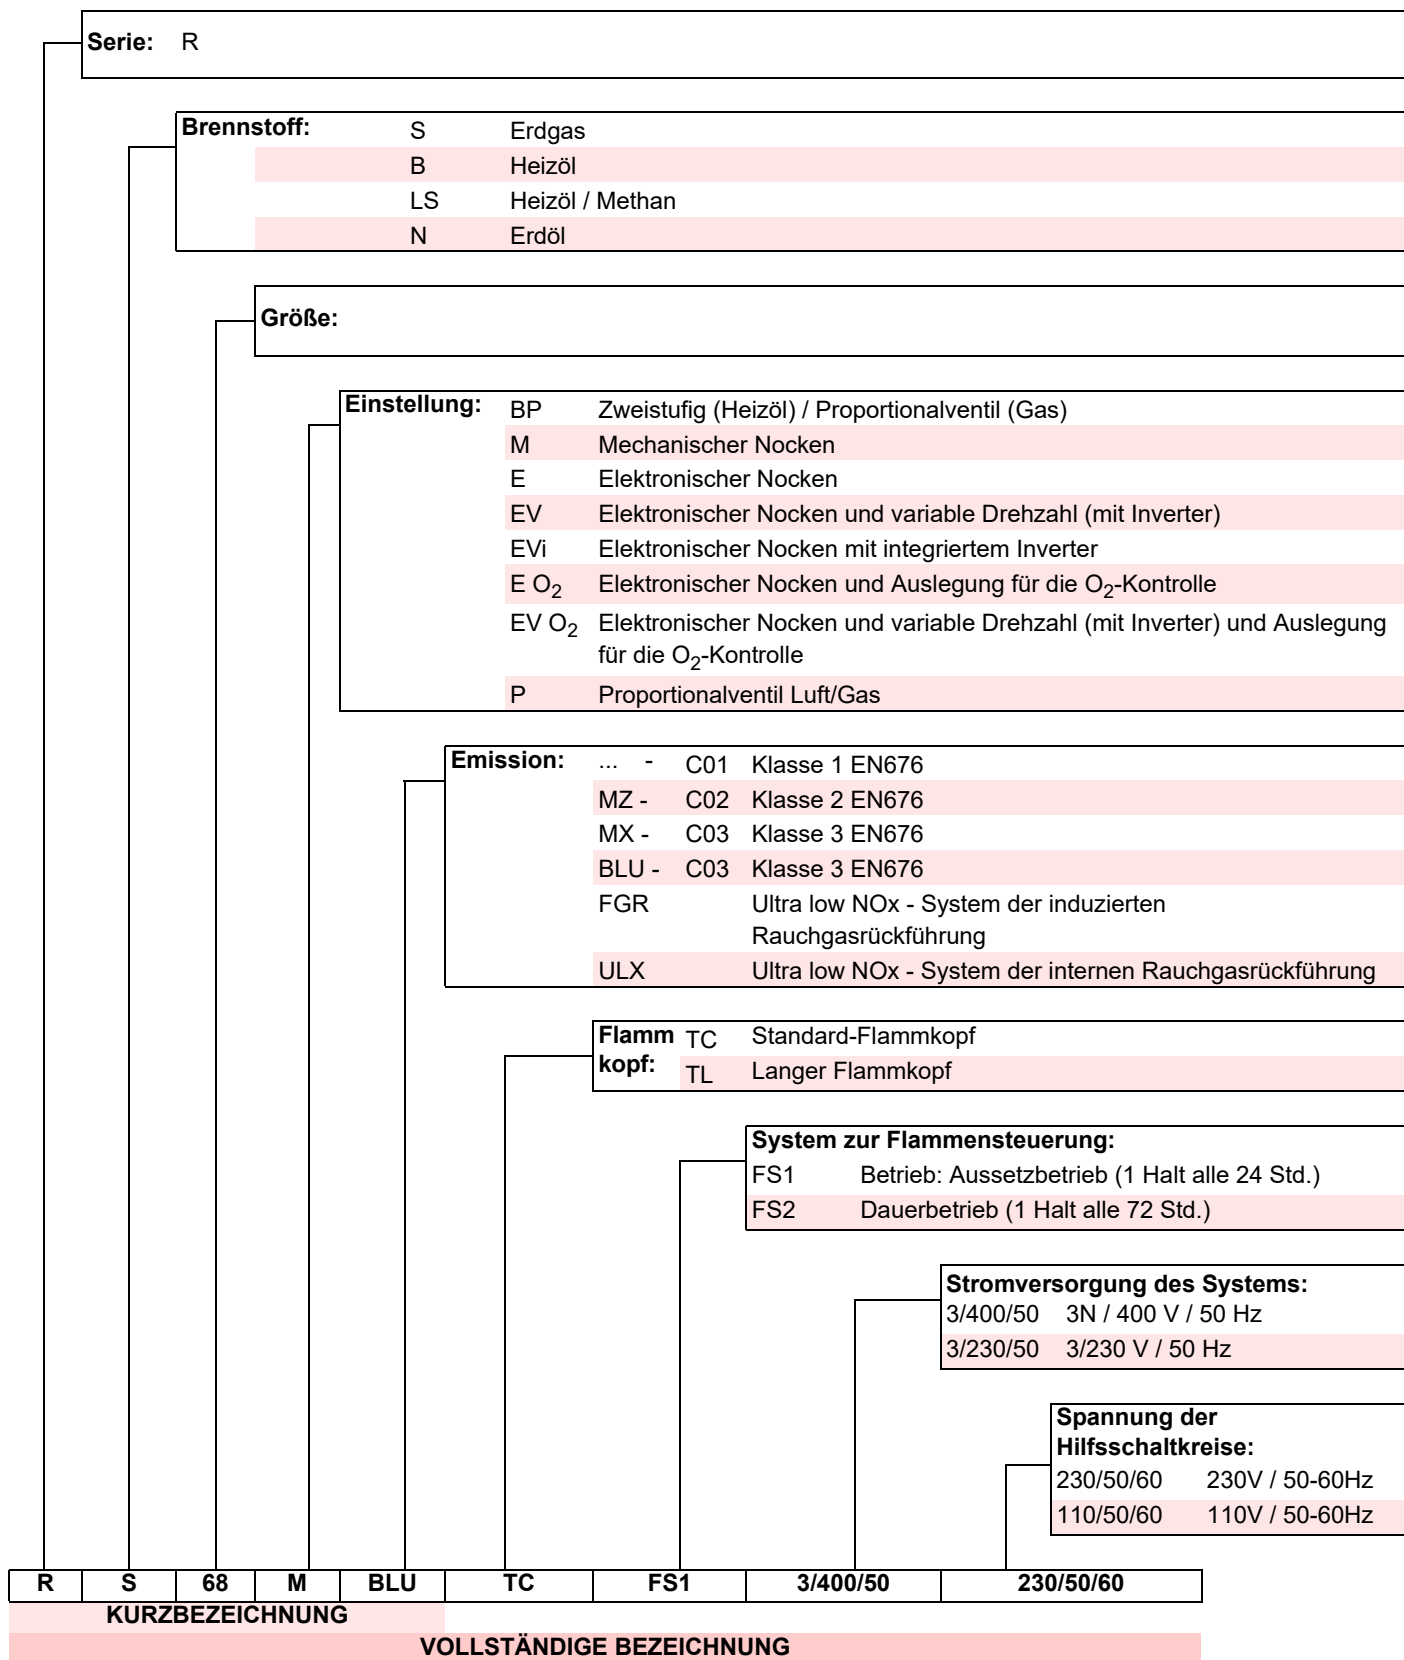 Serie: R
Brennstoff: S Erdgas
B Heizöl
LS Heizöl / Methan
N Erdöl
Größe:
Einstellung: BP Zweistufig (Heizöl) / Proportionalventil (Gas)
M Mechanischer Nocken
E Elektronischer Nocken
EV Elektronischer Nocken und variable Drehzahl (mit Inverter)
EVi Elektronischer Nocken mit integriertem Inverter
E O2 Elektronischer Nocken und Auslegung für die O2-Kontrolle
EV O2 Elektronischer Nocken und variable Drehzahl (mit Inverter) und Auslegung
für die O2-Kontrolle
P Proportionalventil Luft/Gas
Emission: ... - C01 Klasse 1 EN676
MZ - C02 Klasse 2 EN676
MX - C03 Klasse 3 EN676
BLU - C03 Klasse 3 EN676
FGR Ultra low NOx - System der induzierten
Rauchgasrückführung
ULX Ultra low NOx - System der internen Rauchgasrückführung
Flamm TC Standard-Flammkopf
kopf: TL Langer Flammkopf
System zur Flammensteuerung:
FS1 Betrieb: Aussetzbetrieb (1 Halt alle 24 Std.)
FS2 Dauerbetrieb (1 Halt alle 72 Std.)
Stromversorgung des Systems:
3/400/50 3N / 400 V / 50 Hz
3/230/50 3/230 V / 50 Hz
Spannung der
Hilfsschaltkreise:
230/50/60 230V / 50-60Hz
110/50/60 110V / 50-60Hz
R S 68 M BLU TC FS1 3/400/50 230/50/60
KURZBEZEICHNUNG
VOLLSTÄNDIGE BEZEICHNUNG